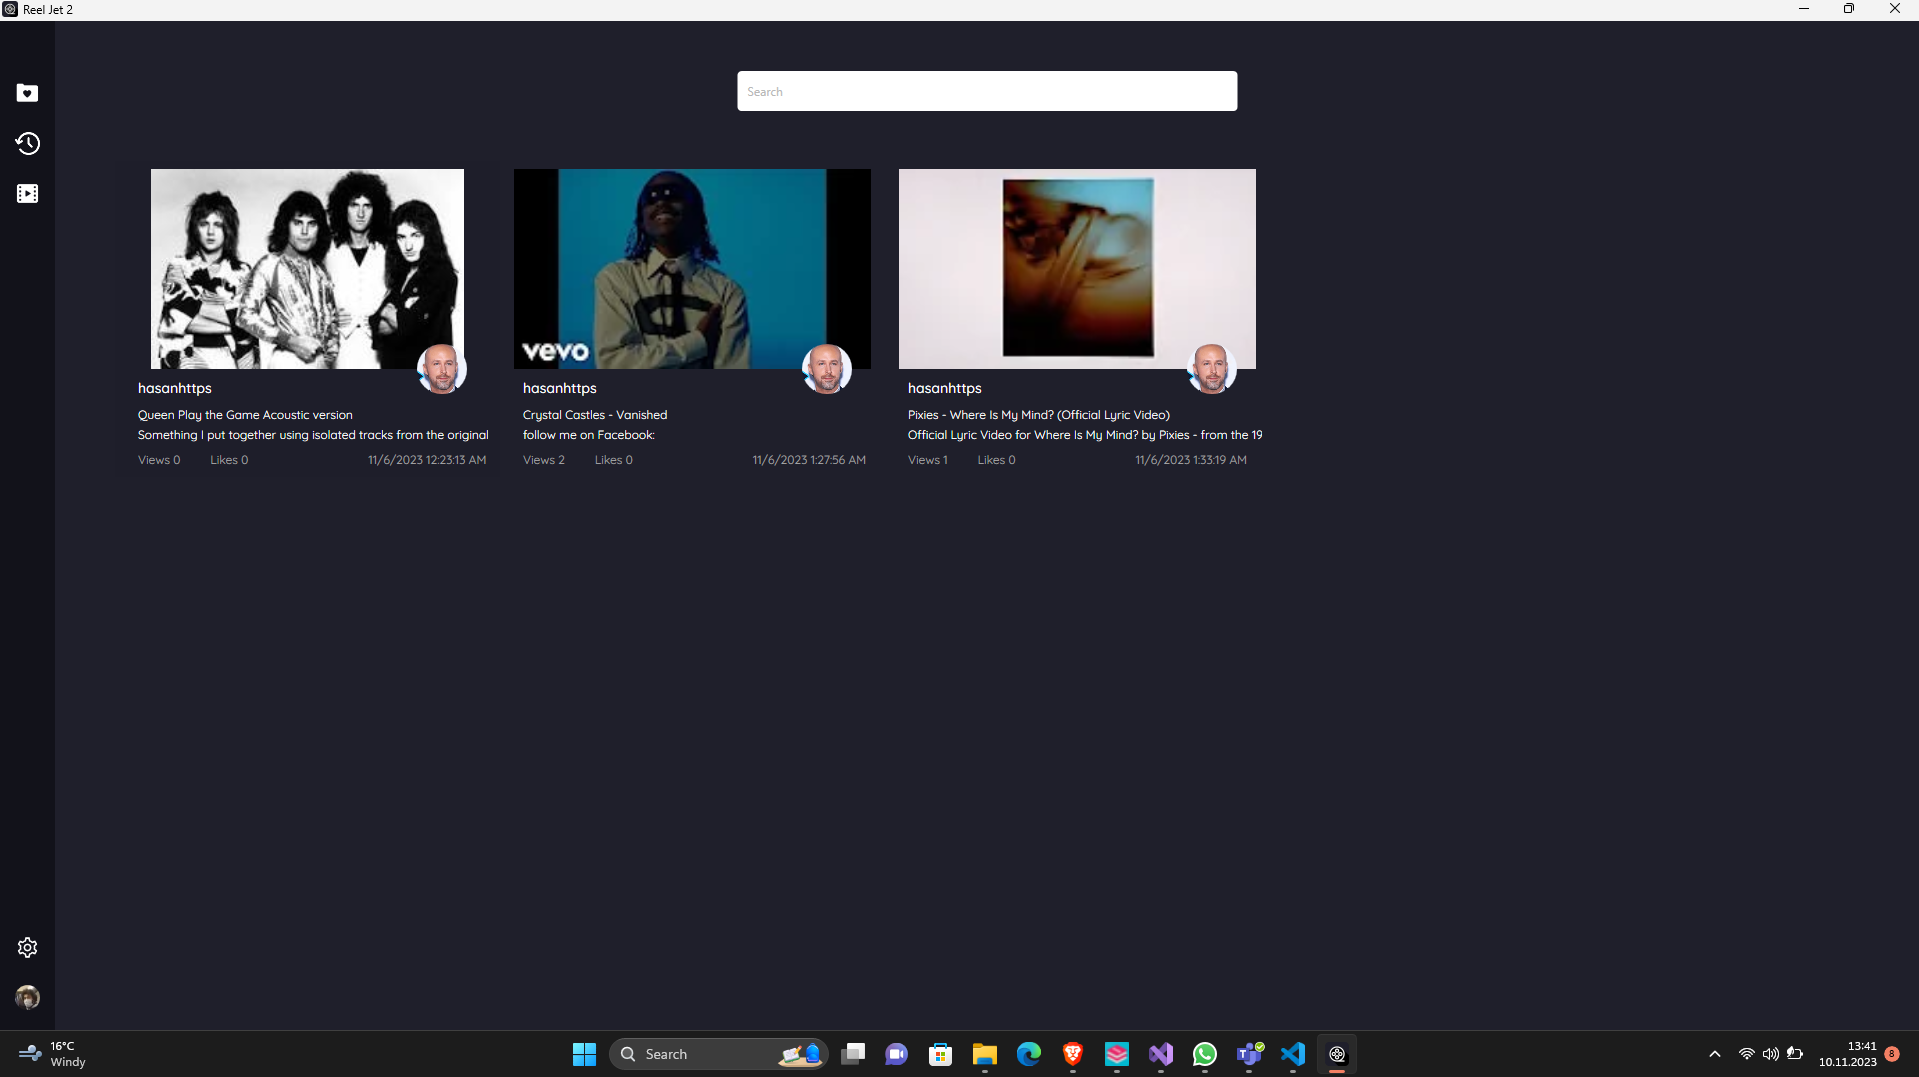 Reel Jet 2
Search
vevo
hasanhttps
Queen Play the Game Acoustic version
Something I put together using isolated tracks from the original
Views 0 Likes 0 11/6/2023 12:23:13 AM
hasanhttps
Crystal Castles - Vanished
follow me on Facebook:
Views 2 Likes 0 11/6/2023 1:27:56 AM
hasanhttps
Pixies - Where Is My Mind? (Official Lyric Video)
Official Lyric Video for Where Is My Mind? by Pixies - from the 19
Views 1 Likes 0 11/6/2023 1:33:19 AM
16°C
Windy
Search
13:41
10.11.2023
8